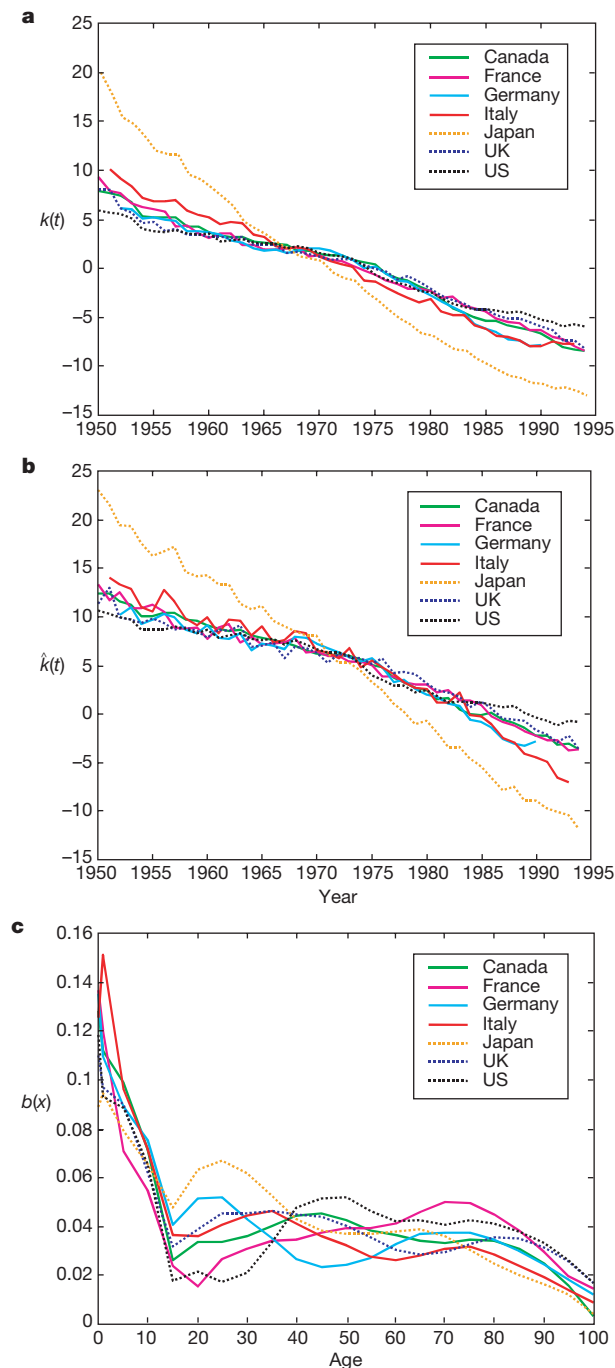 a
25
20
15
10
5
0
−5
−10
−15
k(t)
Canada
France
Germany
Italy
Japan
UK
US
1950 1955 1960 1965 1970 1975 1980 1985 1990 1995
b
25
20
15
10
5
0
−5
−10
−15
k̂(t)
Canada
France
Germany
Italy
Japan
UK
US
1950 1955 1960 1965 1970 1975 1980 1985 1990 1995
Year
c
0.16
0.14
0.12
0.1
0.08
0.06
0.04
0.02
0
b(x)
Canada
France
Germany
Italy
Japan
UK
US
0 10 20 30 40 50 60 70 80 90 100
Age